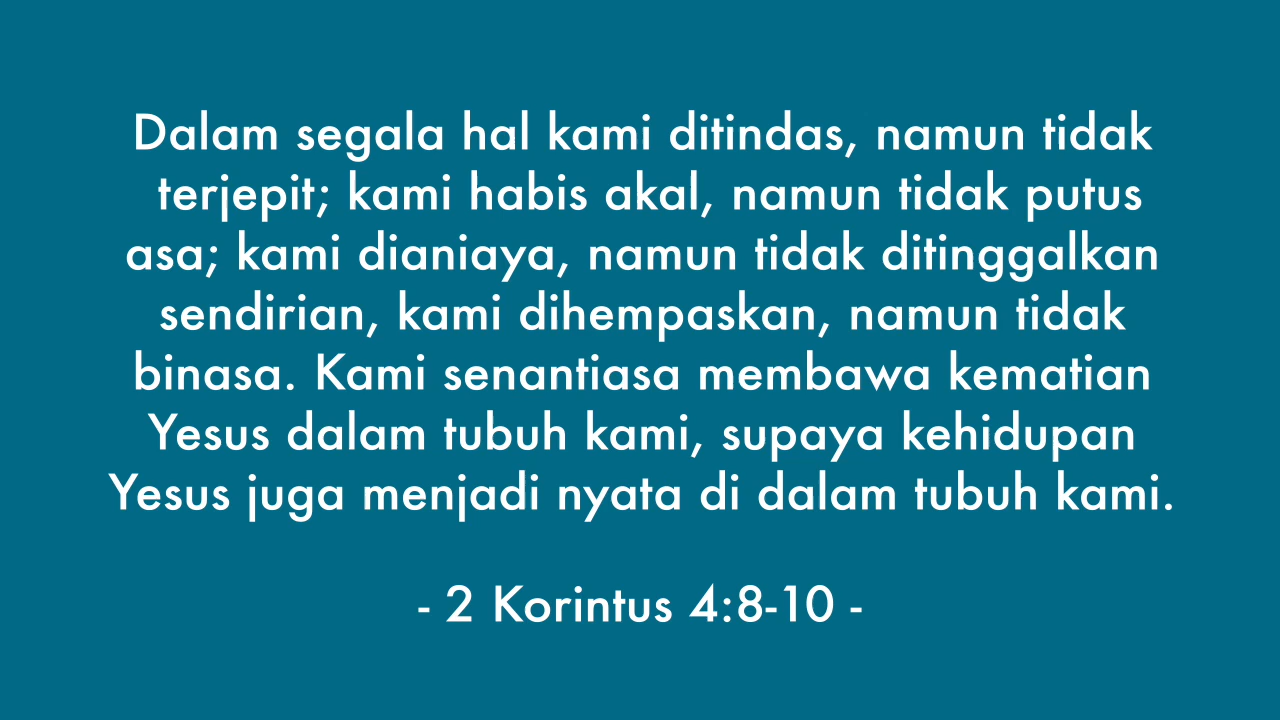 Dalam segala hal kami ditindas, namun tidak
terjepit; kami habis akal, namun tidak putus
asa; kami dianiaya, namun tidak ditinggalkan
sendirian, kami dihempaskan, namun tidak
binasa. Kami senantiasa membawa kematian
Yesus dalam tubuh kami, supaya kehidupan
Yesus juga menjadi nyata di dalam tubuh kami.
- 2 Korintus 4:8-10 -